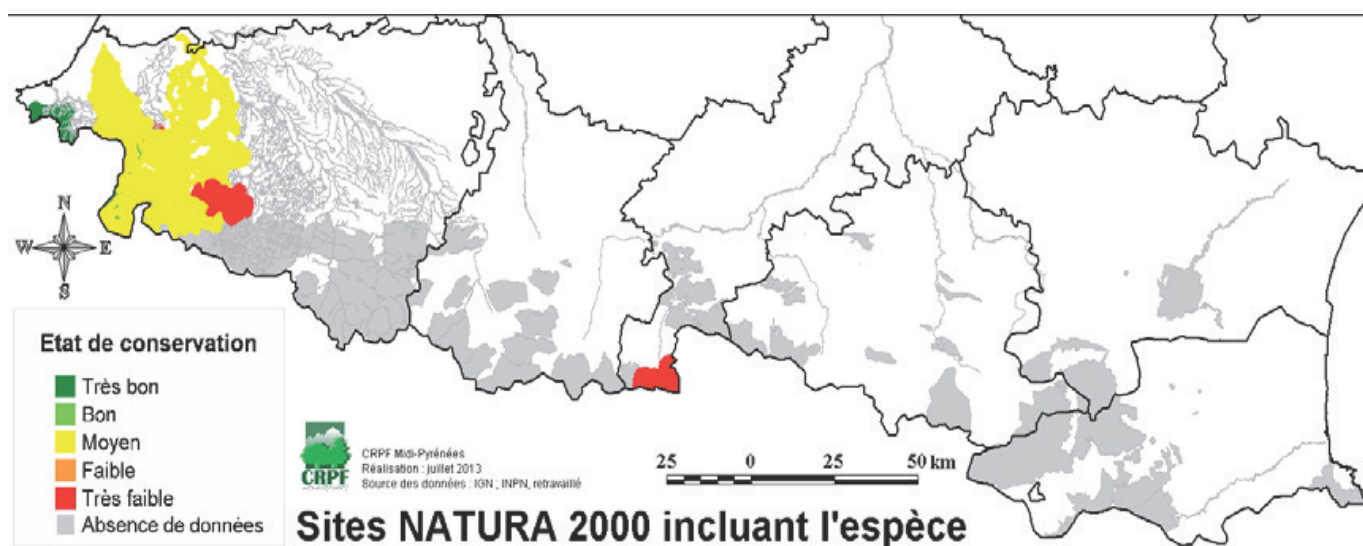 N
W E
S
Etat de conservation
Très bon
Bon
Moyen
Faible
Très faible
Absence de données
CRPF
CRPF Midi-Pyrénées
Réalisation : juillet 2013
Source des données : IGN ; INPN, retravaillé
25 0 25 50 km
Sites NATURA 2000 incluant l'espèce